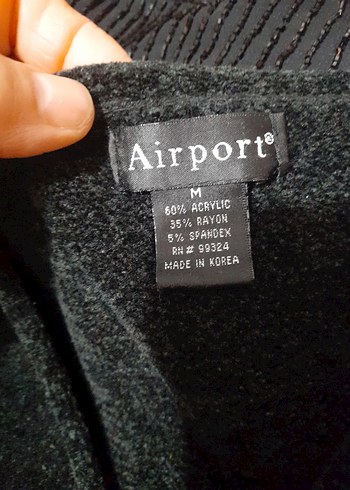 Airport®
M
60% ACRYLIC
35% RAYON
5% SPANDEX
RN# 99324
MADE IN KOREA